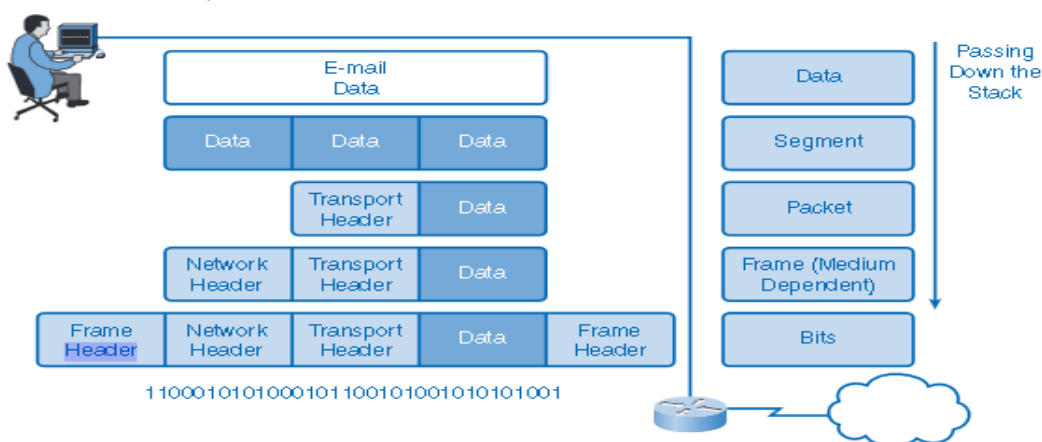 E-mail
Data
Data
Passing
Down the
Stack
Data
Data
Data
Segment
Transport
Header
Data
Packet
Network
Header
Transport
Header
Data
Frame (Medium
Dependent)
Frame
Header
Network
Header
Transport
Header
Data
Frame
Header
Bits
1100010101000101100101001010101001